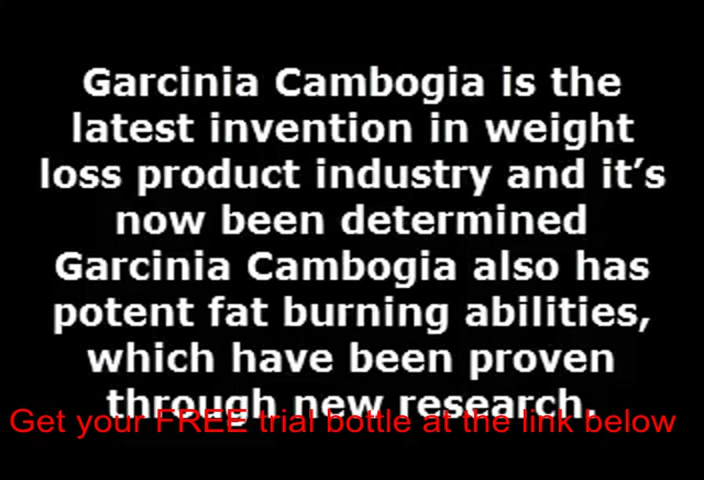 Garcinia Cambogia is the
latest invention in weight
loss product industry and it’s
now been determined
Garcinia Cambogia also has
potent fat burning abilities,
which have been proven
through new research.
Get your FREE trial bottle at the link below